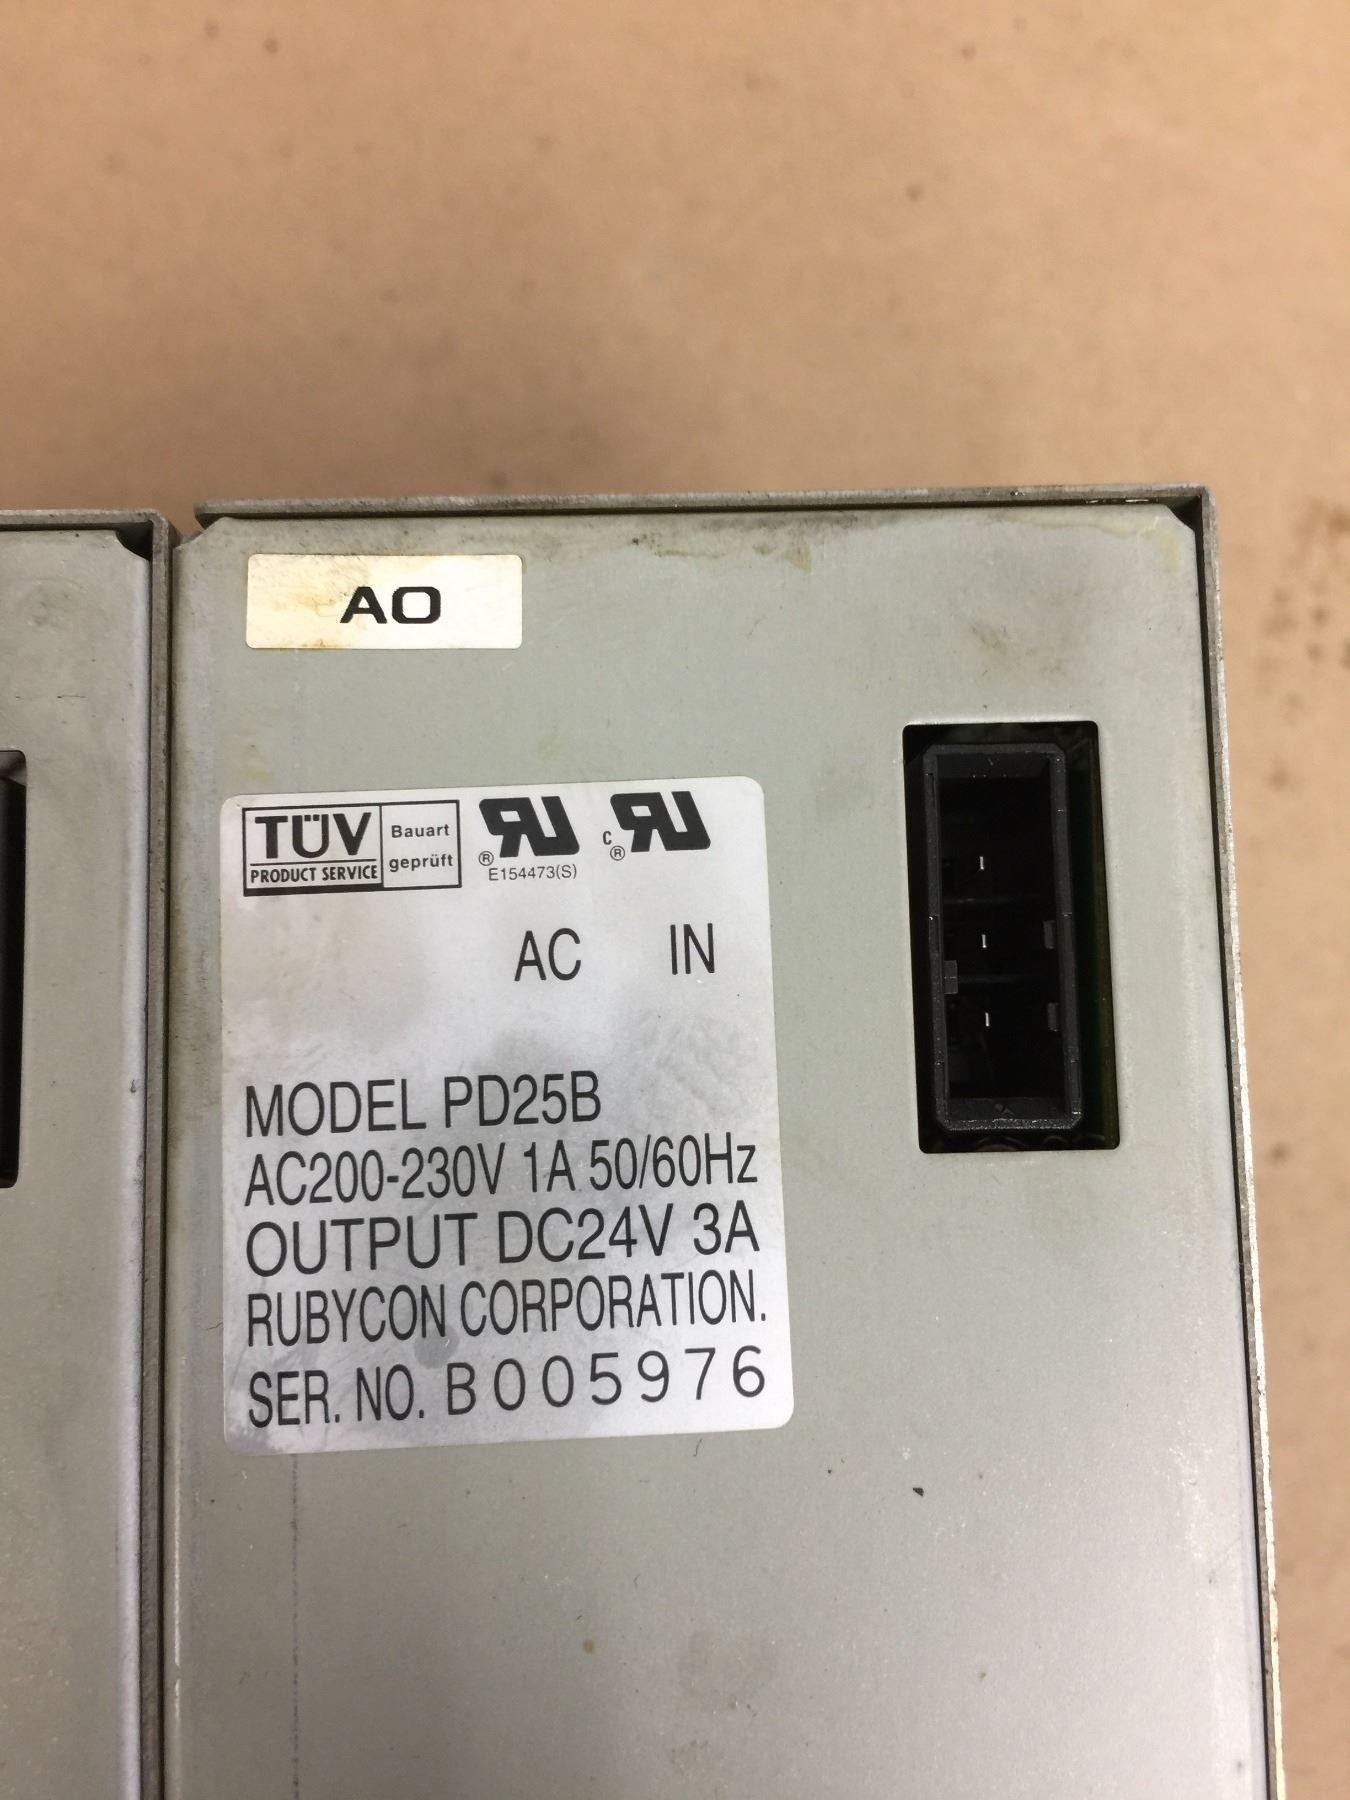 AO
TÜV
PRODUCT SERVICE
Bauart
geprüft
®
E154473(S)
C
®
AC IN
MODEL PD25B
AC200-230V 1A 50/60Hz
OUTPUT DC24V 3A
RUBYCON CORPORATION.
SER. NO. B005976